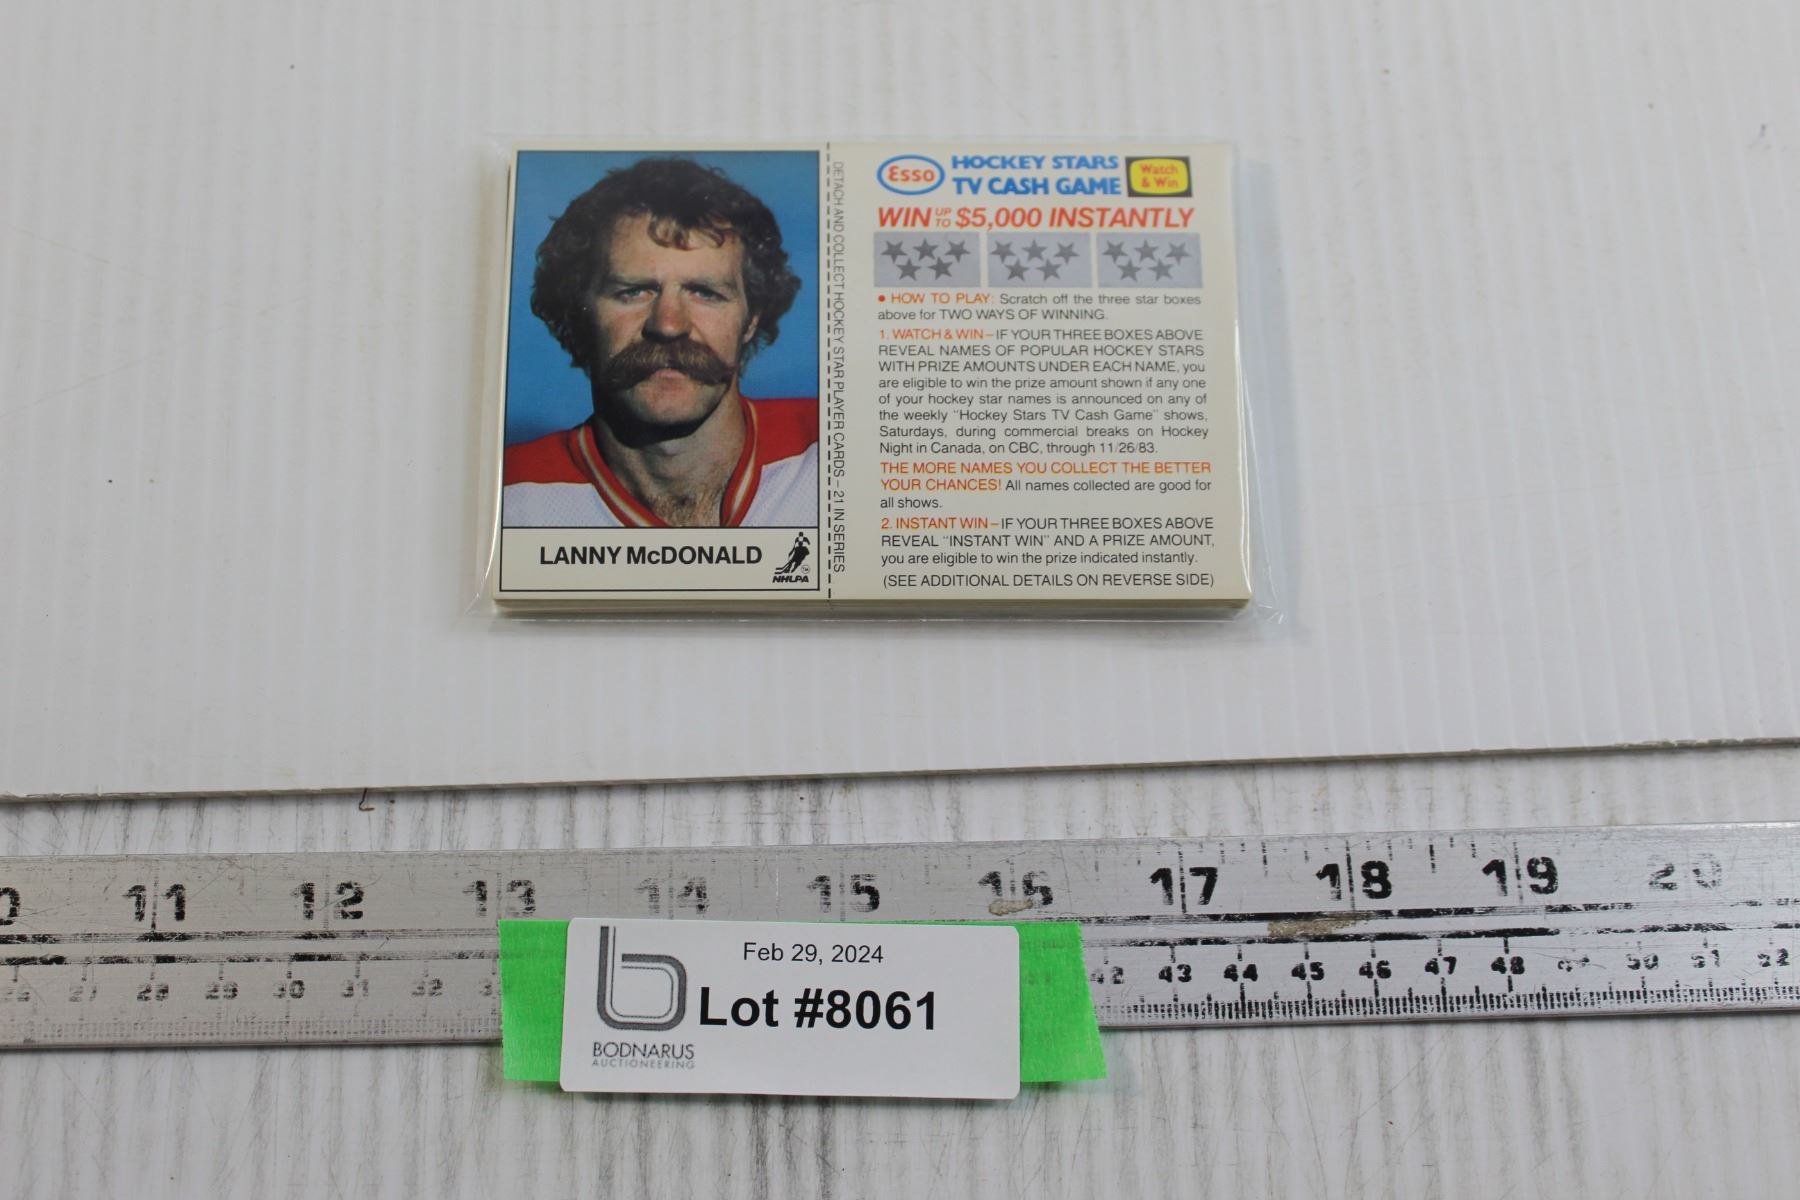 LANNY McDONALD
NHLPA
DETACH AND COLLECT HOCKEY STAR PLAYER CARDS – 21 IN SERIES
Esso
HOCKEY STARS
TV CASH GAME
Watch
& Win
WIN UP TO $5,000 INSTANTLY
• HOW TO PLAY: Scratch off the three star boxes
above for TWO WAYS OF WINNING.
1. WATCH & WIN – IF YOUR THREE BOXES ABOVE
REVEAL NAMES OF POPULAR HOCKEY STARS
WITH PRIZE AMOUNTS UNDER EACH NAME, you
are eligible to win the prize amount shown if any one
of your hockey star names is announced on any of
the weekly "Hockey Stars TV Cash Game" shows,
Saturdays, during commercial breaks on Hockey
Night in Canada, on CBC, through 11/26/83.
THE MORE NAMES YOU COLLECT THE BETTER
YOUR CHANCES! All names collected are good for
all shows.
2. INSTANT WIN – IF YOUR THREE BOXES ABOVE
REVEAL "INSTANT WIN" AND A PRIZE AMOUNT,
you are eligible to win the prize indicated instantly.
(SEE ADDITIONAL DETAILS ON REVERSE SIDE)
11 12 13 14 15 16 17 18 19 20
27 28 29 30 31 32 42 43 44 45 46 47 48 49 50 51 52
Feb 29, 2024
Lot #8061
BODNARUS
AUCTIONEERING